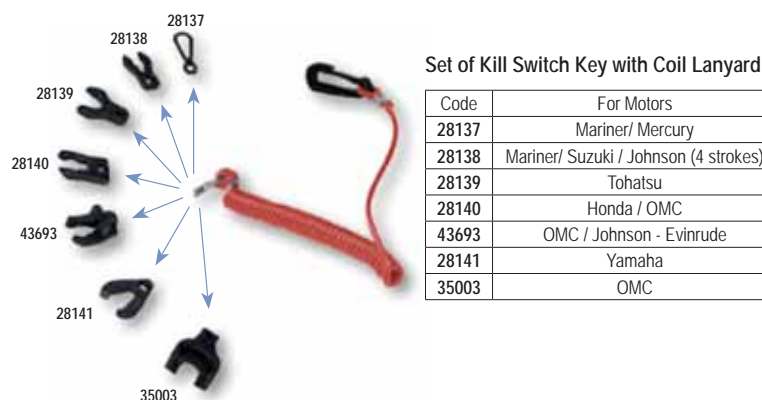 28137
28138
28139
28140
43693
28141
35003
Set of Kill Switch Key with Coil Lanyard
Code For Motors
28137 Mariner/ Mercury
28138 Mariner/ Suzuki / Johnson (4 strokes)
28139 Tohatsu
28140 Honda / OMC
43693 OMC / Johnson - Evinrude
28141 Yamaha
35003 OMC